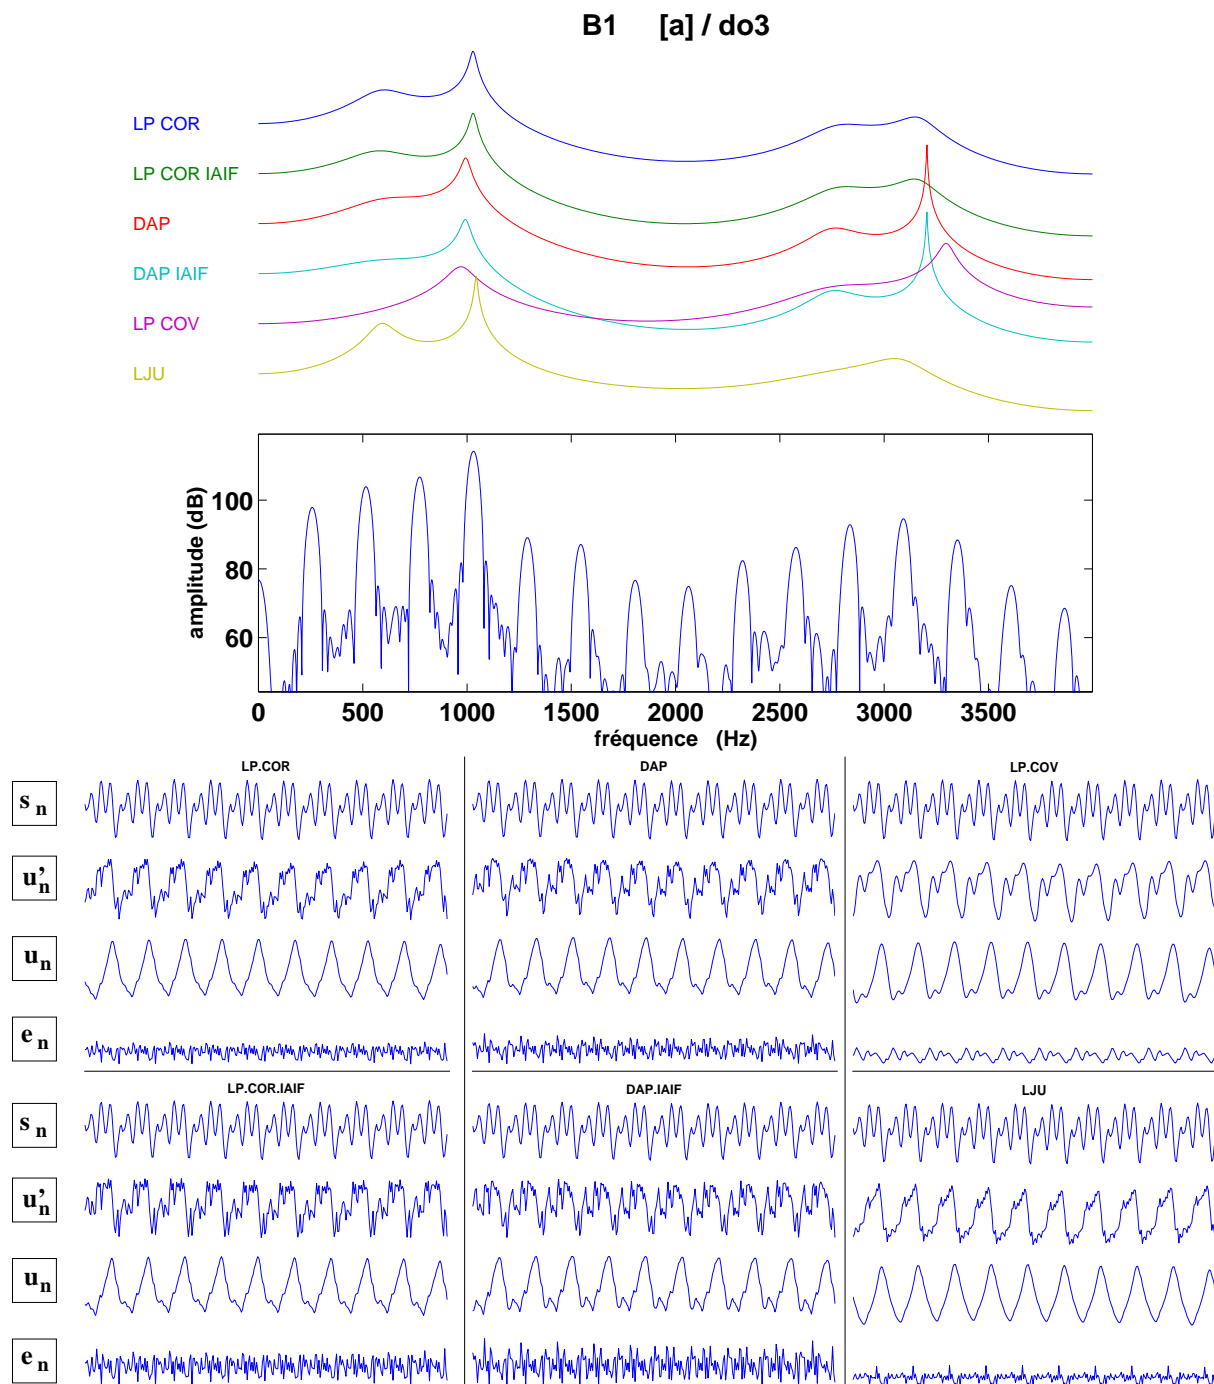 B1 [a] / do3
LP COR
LP COR IAIF
DAP
DAP IAIF
LP COV
LJU
amplitude (dB)
100
80
60
0 500 1000 1500 2000 2500 3000 3500
fréquence (Hz)
LP.COR DAP LP.COV
s n
u'n
un
e n
LP.COR.IAIF DAP.IAIF LJU
s n
u'n
un
e n